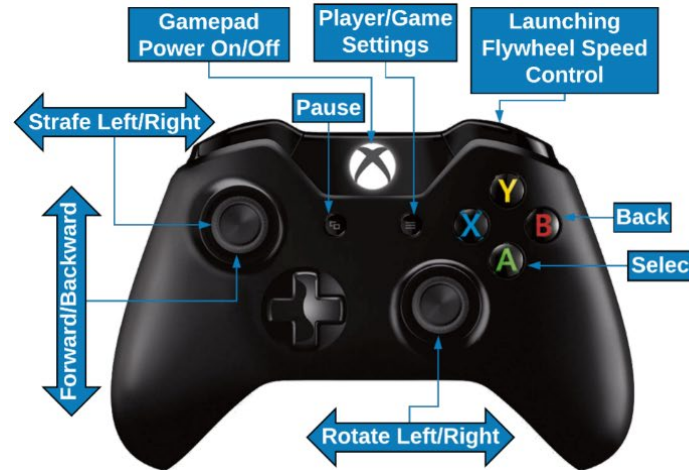 Gamepad
Power On/Off
Player/Game
Settings
Launching
Flywheel Speed
Control
Strafe Left/Right
Pause
Y
X
B
A
Back
Selec
Forward/Backward
Rotate Left/Right